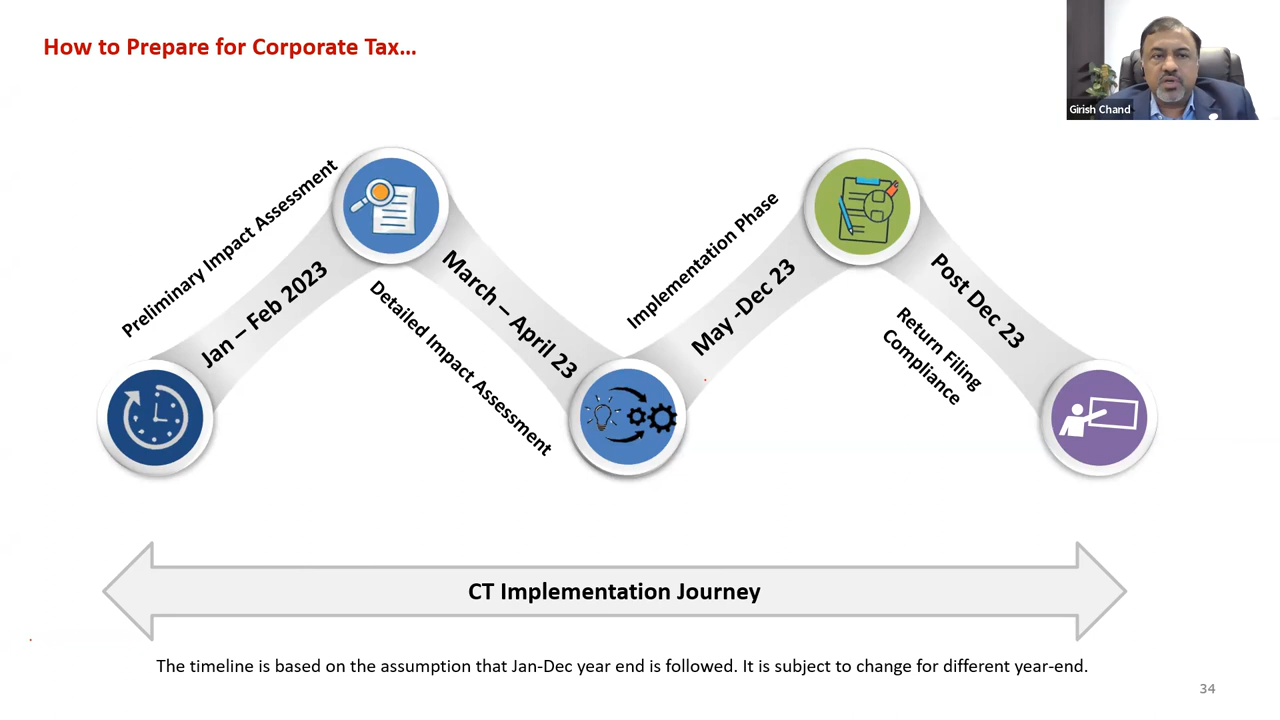 How to Prepare for Corporate Tax...
Girish Chand
Preliminary Impact Assessment
Jan – Feb 2023
March – April 23
Detailed Impact Assessment
Implementation Phase
May -Dec 23
Post Dec 23
Return Filing
Compliance
CT Implementation Journey
The timeline is based on the assumption that Jan-Dec year end is followed. It is subject to change for different year-end.
34